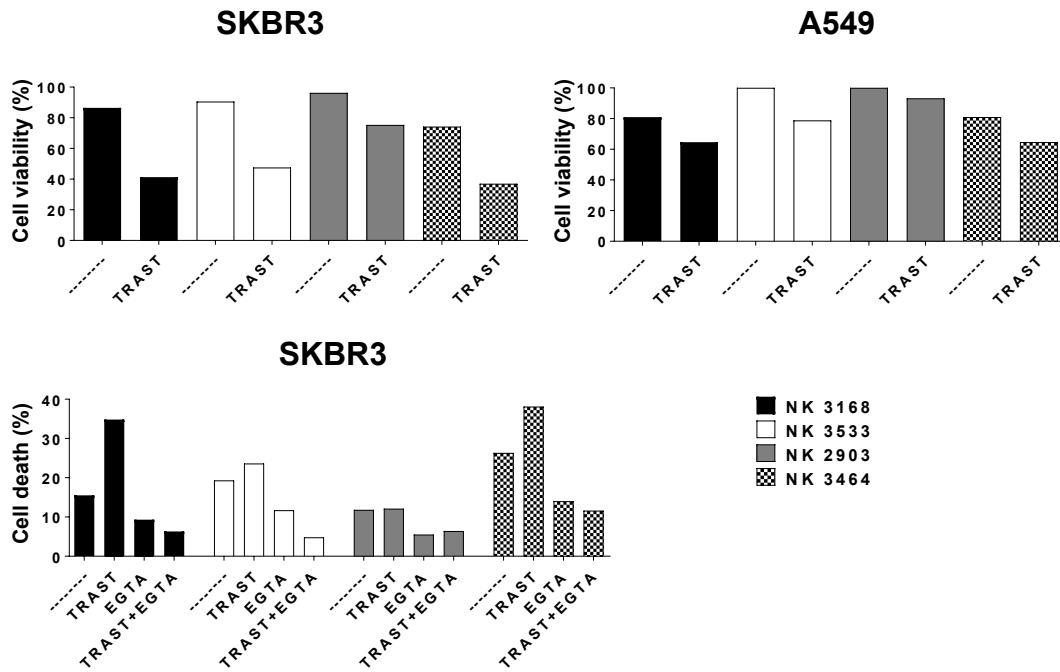 SKBR3
Cell viability (%)
100
80
60
40
20
0
-------
TRAST
-------
TRAST
-------
TRAST
-------
TRAST
A549
Cell viability (%)
100
80
60
40
20
0
-------
TRAST
-------
TRAST
-------
TRAST
-------
TRAST
SKBR3
Cell death (%)
40
30
20
10
0
-------
TRAST
EGTA
TRAST+EGTA
-------
TRAST
EGTA
TRAST+EGTA
-------
TRAST
EGTA
TRAST+EGTA
-------
TRAST
EGTA
TRAST+EGTA
NK 3168
NK 3533
NK 2903
NK 3464